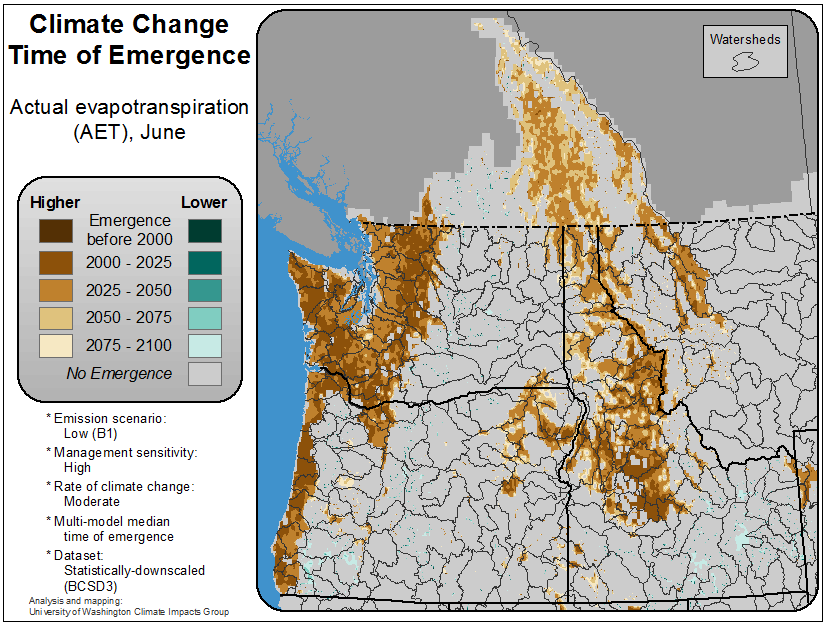 Climate Change
Time of Emergence
Actual evapotranspiration
(AET), June
Higher
Lower
Emergence
before 2000
2000 - 2025
2025 - 2050
2050 - 2075
2075 - 2100
No Emergence
* Emission scenario:
Low (B1)
* Management sensitivity:
High
* Rate of climate change:
Moderate
* Multi-model median
time of emergence
* Dataset:
Statistically-downscaled
(BCSD3)
Analysis and mapping:
University of Washington Climate Impacts Group
Watersheds